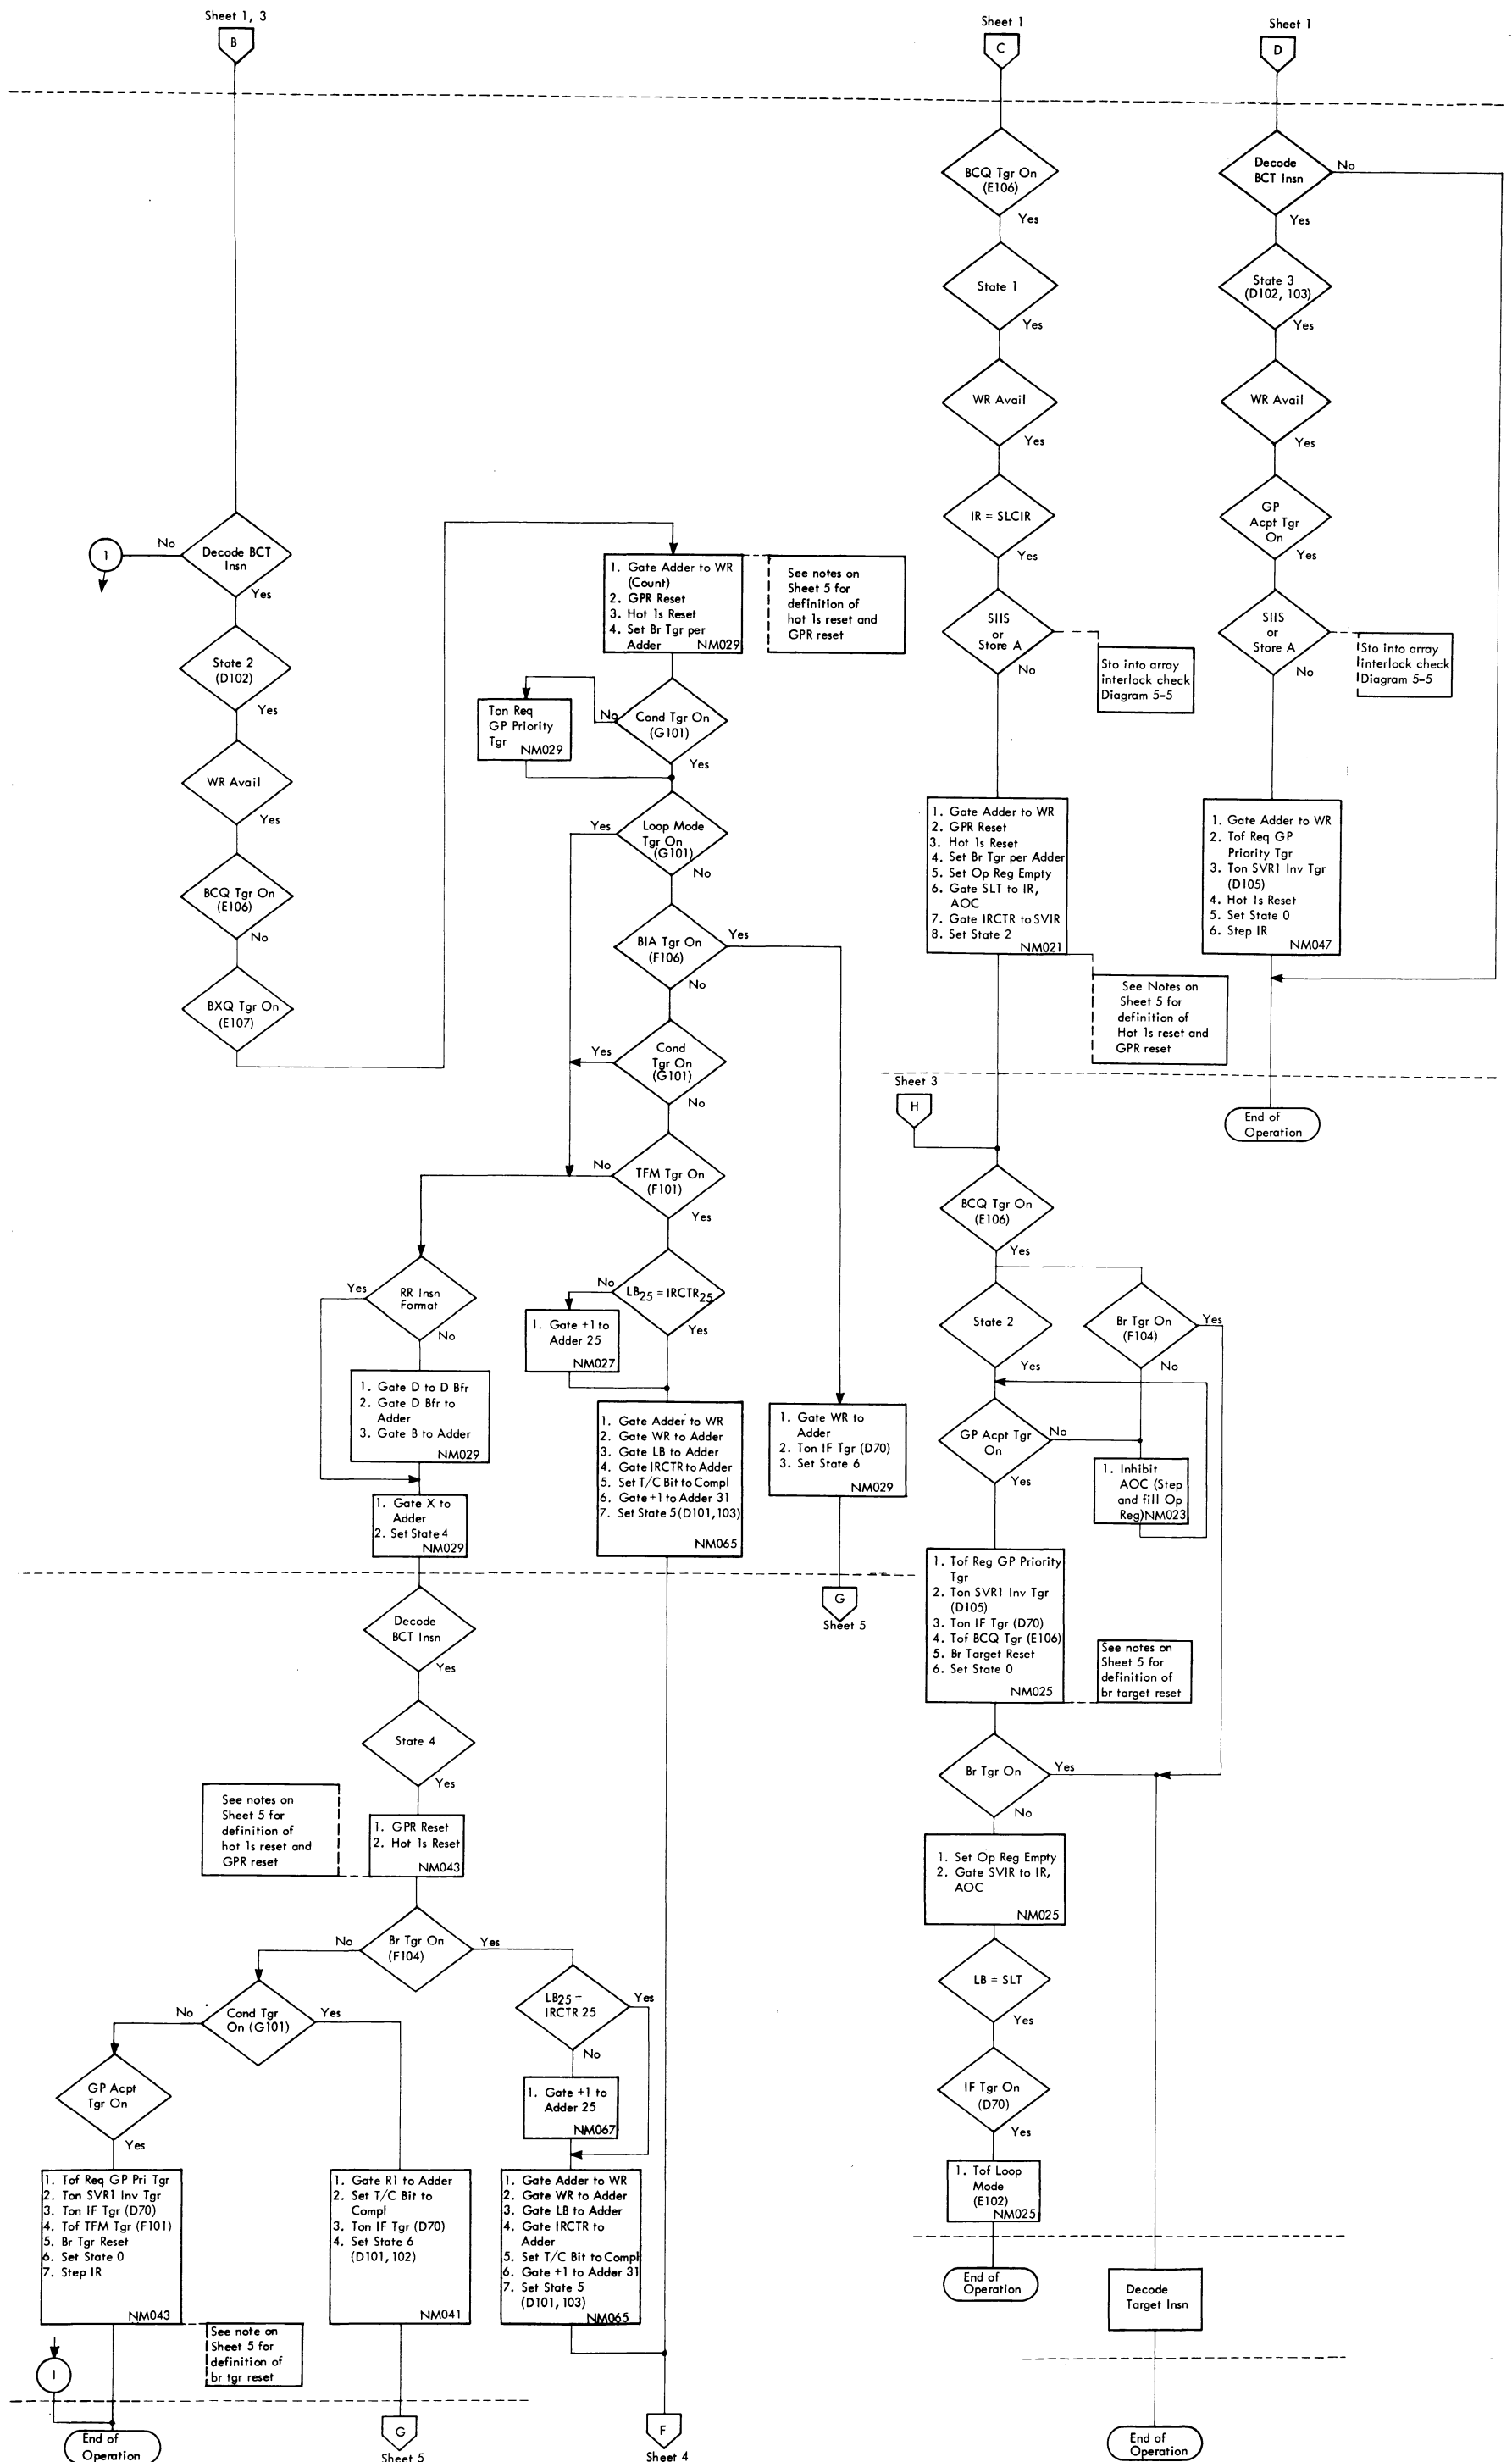 Sheet 1, 3
B
Decode BCT
Insn
No
1
Yes
State 2
(D102)
Yes
WR Avail
Yes
BCQ Tgr On
(E106)
No
BXQ Tgr On
(E107)
1. Gate Adder to WR
(Count)
2. GPR Reset
3. Hot 1s Reset
4. Set Br Tgr per
Adder
NM029
See notes on
Sheet 5 for
definition of
hot 1s reset and
GPR reset
Cond Tgr On
(G101)
No
Ton Req
GP Priority
Tgr
NM029
Yes
Loop Mode
Tgr On
(G101)
Yes
No
BIA Tgr On
(F106)
Yes
No
Cond
Tgr On
(G101)
Yes
No
TFM Tgr On
(F101)
No
Yes
LB25 = IRCTR25
No
1. Gate +1 to
Adder 25
NM027
Yes
1. Gate Adder to WR
2. Gate WR to Adder
3. Gate LB to Adder
4. Gate IRCTR to Adder
5. Set T/C Bit to Compl
6. Gate +1 to Adder 31
7. Set State 5 (D101, 103)
NM065
1. Gate WR to
Adder
2. Ton IF Tgr (D70)
3. Set State 6
NM029
G
Sheet 5
RR Insn
Format
Yes
No
1. Gate D to D Bfr
2. Gate D Bfr to
Adder
3. Gate B to Adder
NM029
1. Gate X to
Adder
2. Set State 4
NM029
Decode
BCT Insn
Yes
State 4
Yes
See notes on
Sheet 5 for
definition of
hot 1s reset and
GPR reset
1. GPR Reset
2. Hot 1s Reset
NM043
Br Tgr On
(F104)
No
Yes
Cond Tgr
On (G101)
No
Yes
GP Acpt
Tgr On
Yes
1. Tof Req GP Pri Tgr
2. Ton SVR1 Inv Tgr
3. Ton IF Tgr (D70)
4. Tof TFM Tgr (F101)
5. Br Tgr Reset
6. Set State 0
7. Step IR
NM043
See note on
Sheet 5 for
definition of
br tgr reset
1
End of
Operation
1. Gate R1 to Adder
2. Set T/C Bit to
Compl
3. Ton IF Tgr (D70)
4. Set State 6
(D101, 102)
NM041
G
Sheet 5
LB25 =
IRCTR 25
Yes
No
1. Gate +1 to
Adder 25
NM067
1. Gate Adder to WR
2. Gate WR to Adder
3. Gate LB to Adder
4. Gate IRCTR to
Adder
5. Set T/C Bit to Compl
6. Gate +1 to Adder 31
7. Set State 5
(D101, 103)
NM065
F
Sheet 4
Sheet 1
C
BCQ Tgr On
(E106)
Yes
State 1
Yes
WR Avail
Yes
IR = SLCIR
Yes
SIIS
or
Store A
No
Sto into array
interlock check
Diagram 5-5
1. Gate Adder to WR
2. GPR Reset
3. Hot 1s Reset
4. Set Br Tgr per Adder
5. Set Op Reg Empty
6. Gate SLT to IR,
AOC
7. Gate IRCTR to SVIR
8. Set State 2
NM021
See Notes on
Sheet 5 for
definition of
Hot 1s reset and
GPR reset
Sheet 3
H
BCQ Tgr On
(E106)
Yes
State 2
Yes
Br Tgr On
(F104)
Yes
No
GP Acpt Tgr
On
No
Yes
1. Inhibit
AOC (Step
and fill Op
Reg)NM023
1. Tof Reg GP Priority
Tgr
2. Ton SVR1 Inv Tgr
(D105)
3. Ton IF Tgr (D70)
4. Tof BCQ Tgr (E106)
5. Br Target Reset
6. Set State 0
NM025
See notes on
Sheet 5 for
definition of
br target reset
Br Tgr On
Yes
No
1. Set Op Reg Empty
2. Gate SVIR to IR,
AOC
NM025
LB = SLT
Yes
IF Tgr On
(D70)
Yes
1. Tof Loop
Mode
(E102)
NM025
End of
Operation
Decode
Target Insn
End of
Operation
Sheet 1
D
Decode
BCT Insn
No
Yes
State 3
(D102, 103)
Yes
WR Avail
Yes
GP
Acpt Tgr
On
Yes
SIIS
or
Store A
No
Sto into array
interlock check
Diagram 5-5
1. Gate Adder to WR
2. Tof Req GP
Priority Tgr
3. Ton SVR1 Inv Tgr
(D105)
4. Hot 1s Reset
5. Set State 0
6. Step IR
NM047
End of
Operation